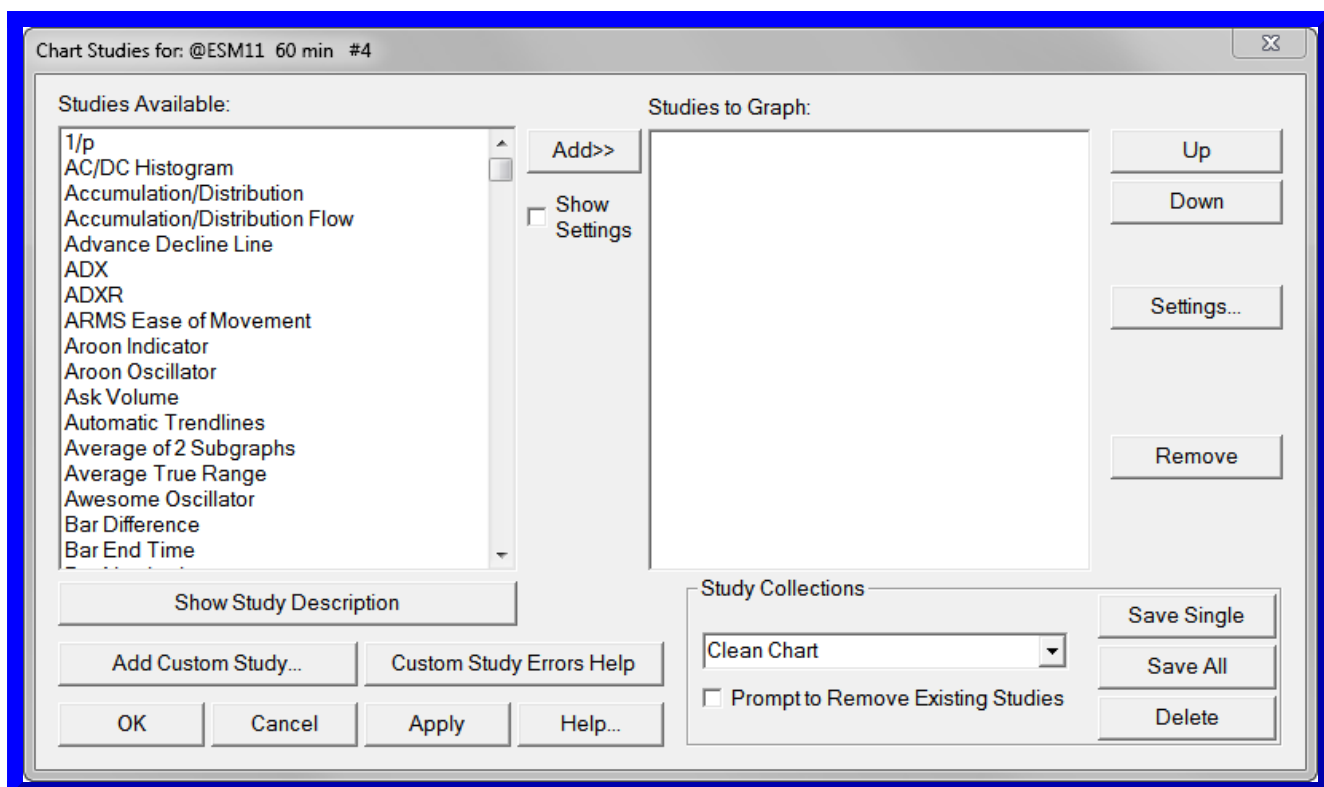 Chart Studies for: @ESM11 60 min #4
Studies Available:
1/p
AC/DC Histogram
Accumulation/Distribution
Accumulation/Distribution Flow
Advance Decline Line
ADX
ADXR
ARMS Ease of Movement
Aroon Indicator
Aroon Oscillator
Ask Volume
Automatic Trendlines
Average of 2 Subgraphs
Average True Range
Awesome Oscillator
Bar Difference
Bar End Time
Add>>
Show
Settings
Studies to Graph:
Up
Down
Settings...
Remove
Show Study Description
Add Custom Study...
Custom Study Errors Help
OK
Cancel
Apply
Help...
Study Collections
Clean Chart
Prompt to Remove Existing Studies
Save Single
Save All
Delete